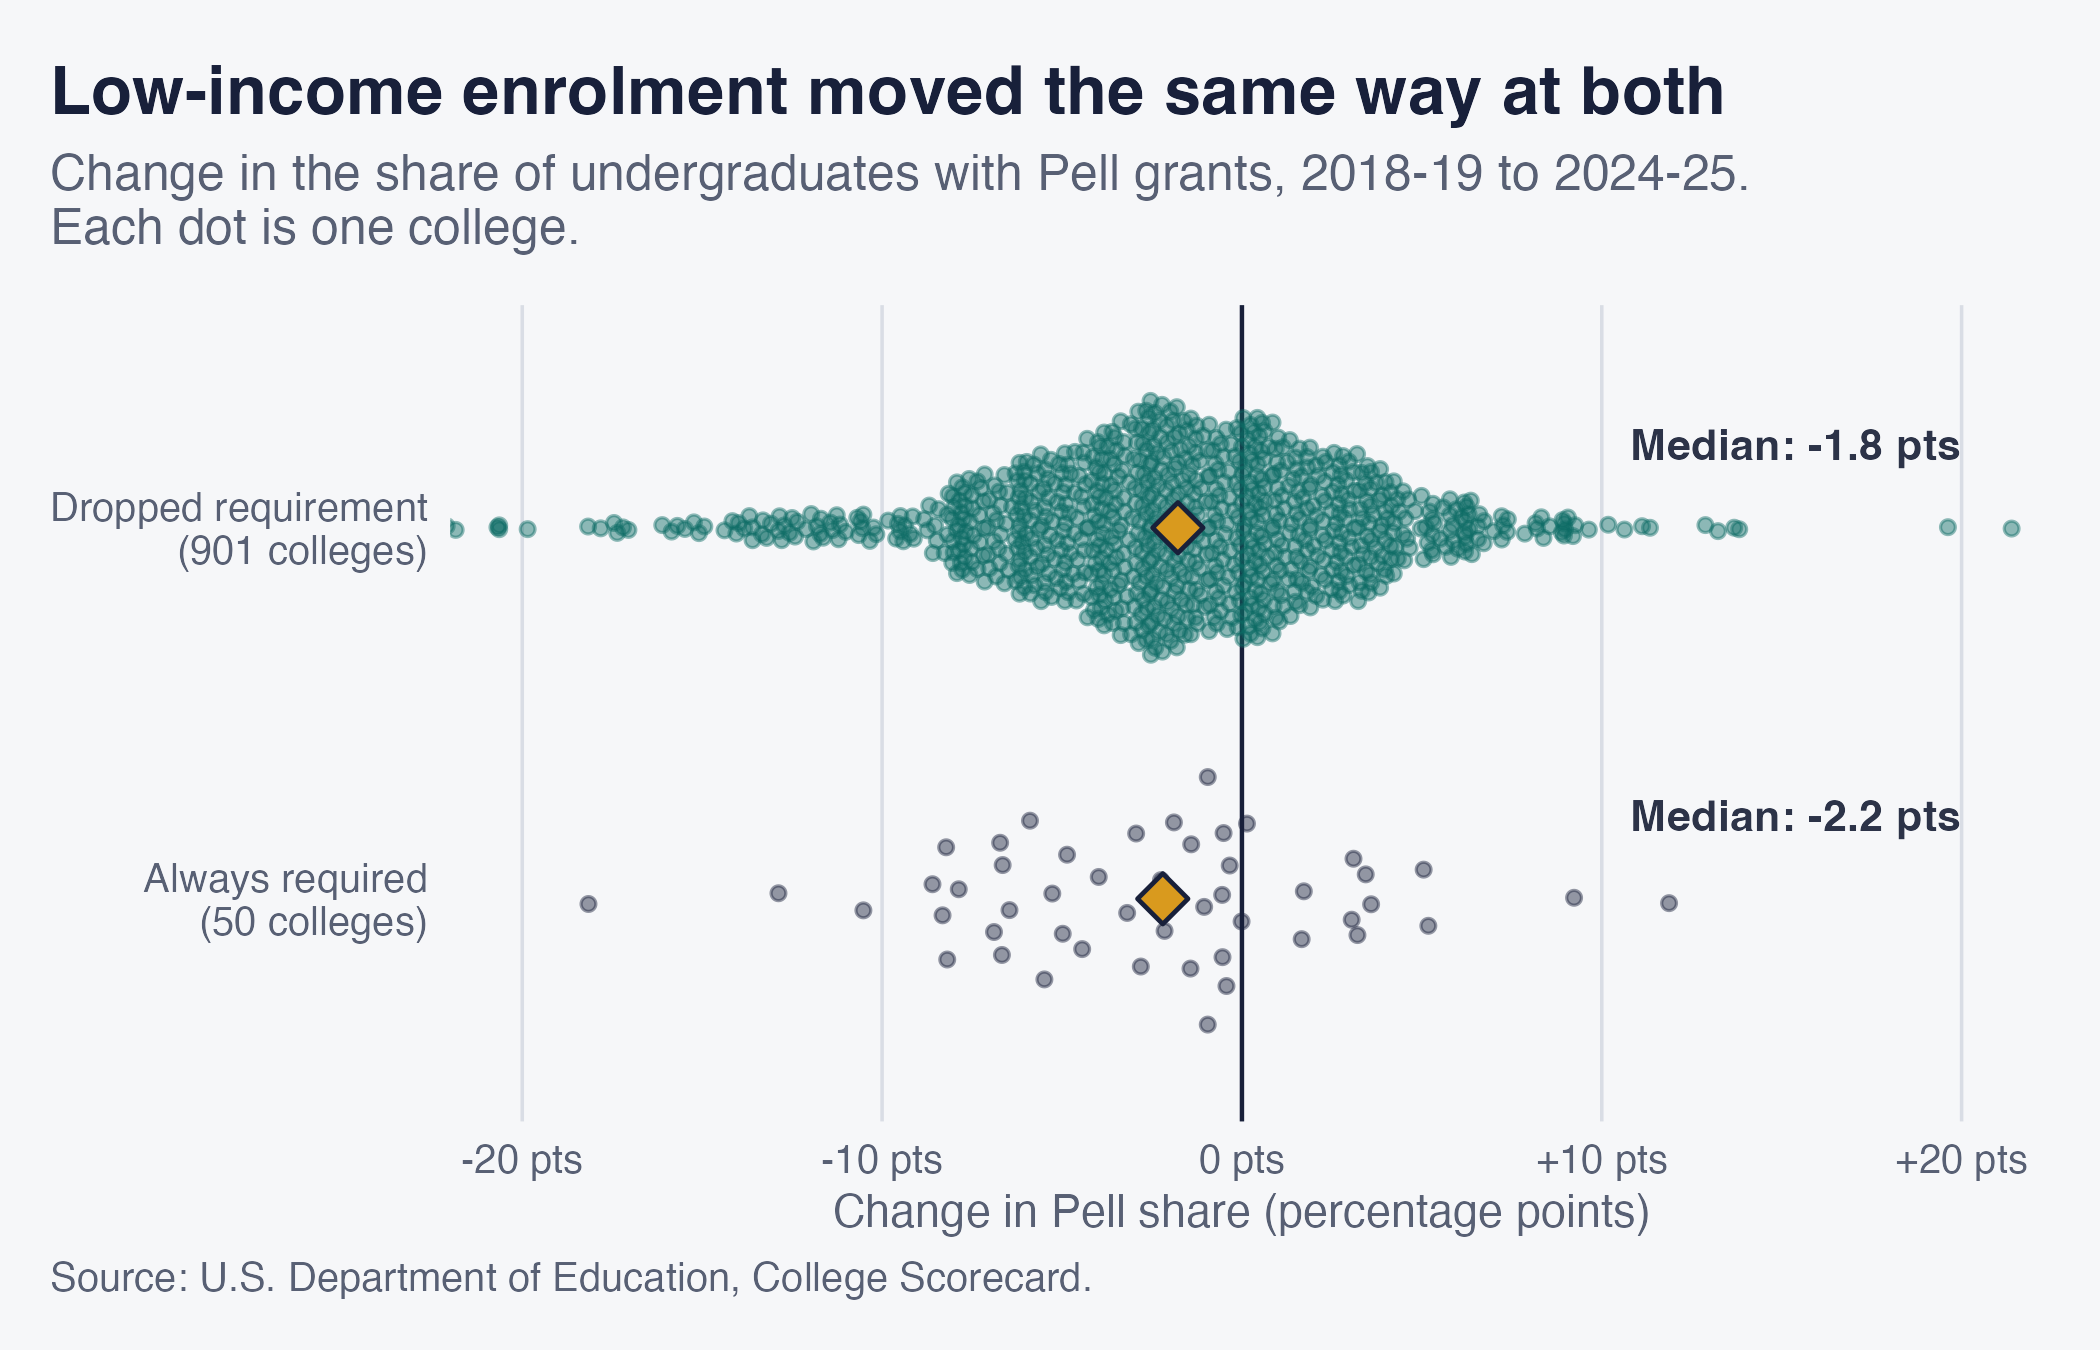 Low-income enrolment moved the same way at both
Change in the share of undergraduates with Pell grants, 2018-19 to 2024-25.
Each dot is one college.
Median: -1.8 pts
Dropped requirement
(901 colleges)
Median: -2.2 pts
Always required
(50 colleges)
-20 pts
-10 pts
0 pts
+10 pts
+20 pts
Change in Pell share (percentage points)
Source: U.S. Department of Education, College Scorecard.